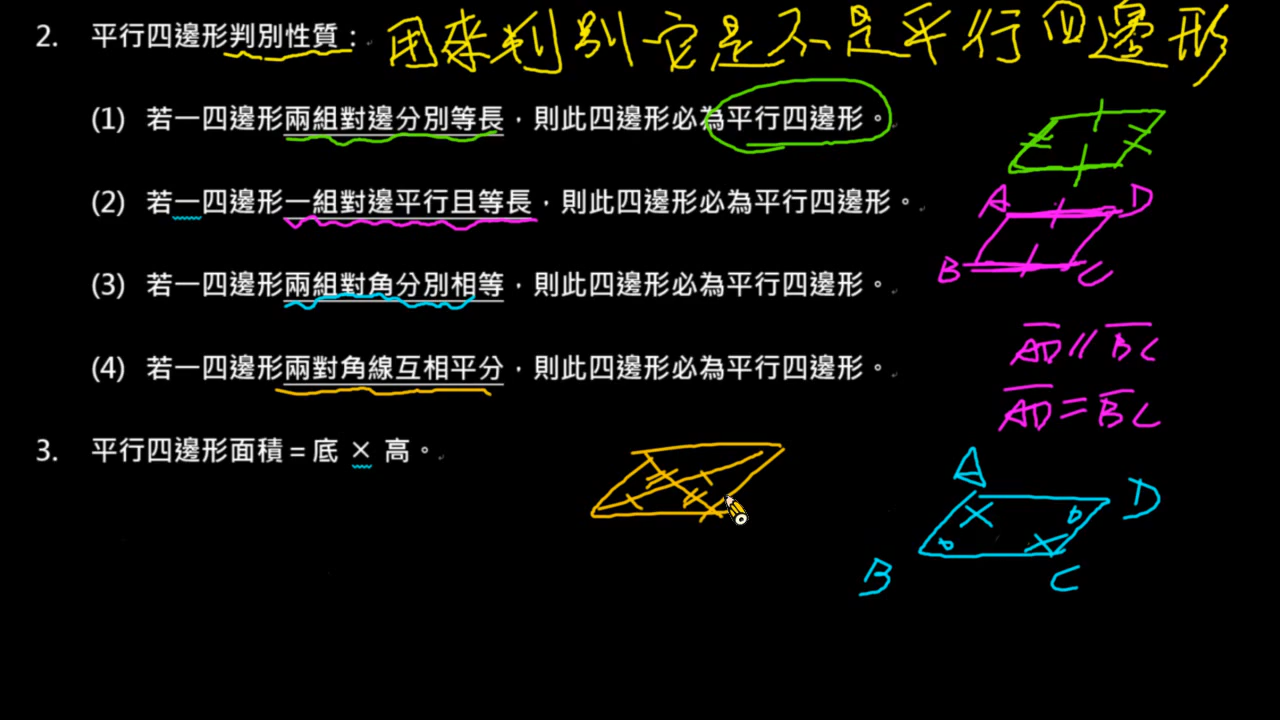 2. 平行四邊形判別性質： 用來判別它是不是平行四邊形
(1) 若一四邊形兩組對邊分別等長，則此四邊形必為平行四邊形。
(2) 若一四邊形一組對邊平行且等長，則此四邊形必為平行四邊形。
A D
B C
(3) 若一四邊形兩組對角分別相等，則此四邊形必為平行四邊形。
AD // BC
(4) 若一四邊形兩對角線互相平分，則此四邊形必為平行四邊形。
AD = BC
3. 平行四邊形面積 = 底 × 高。
A D
B C